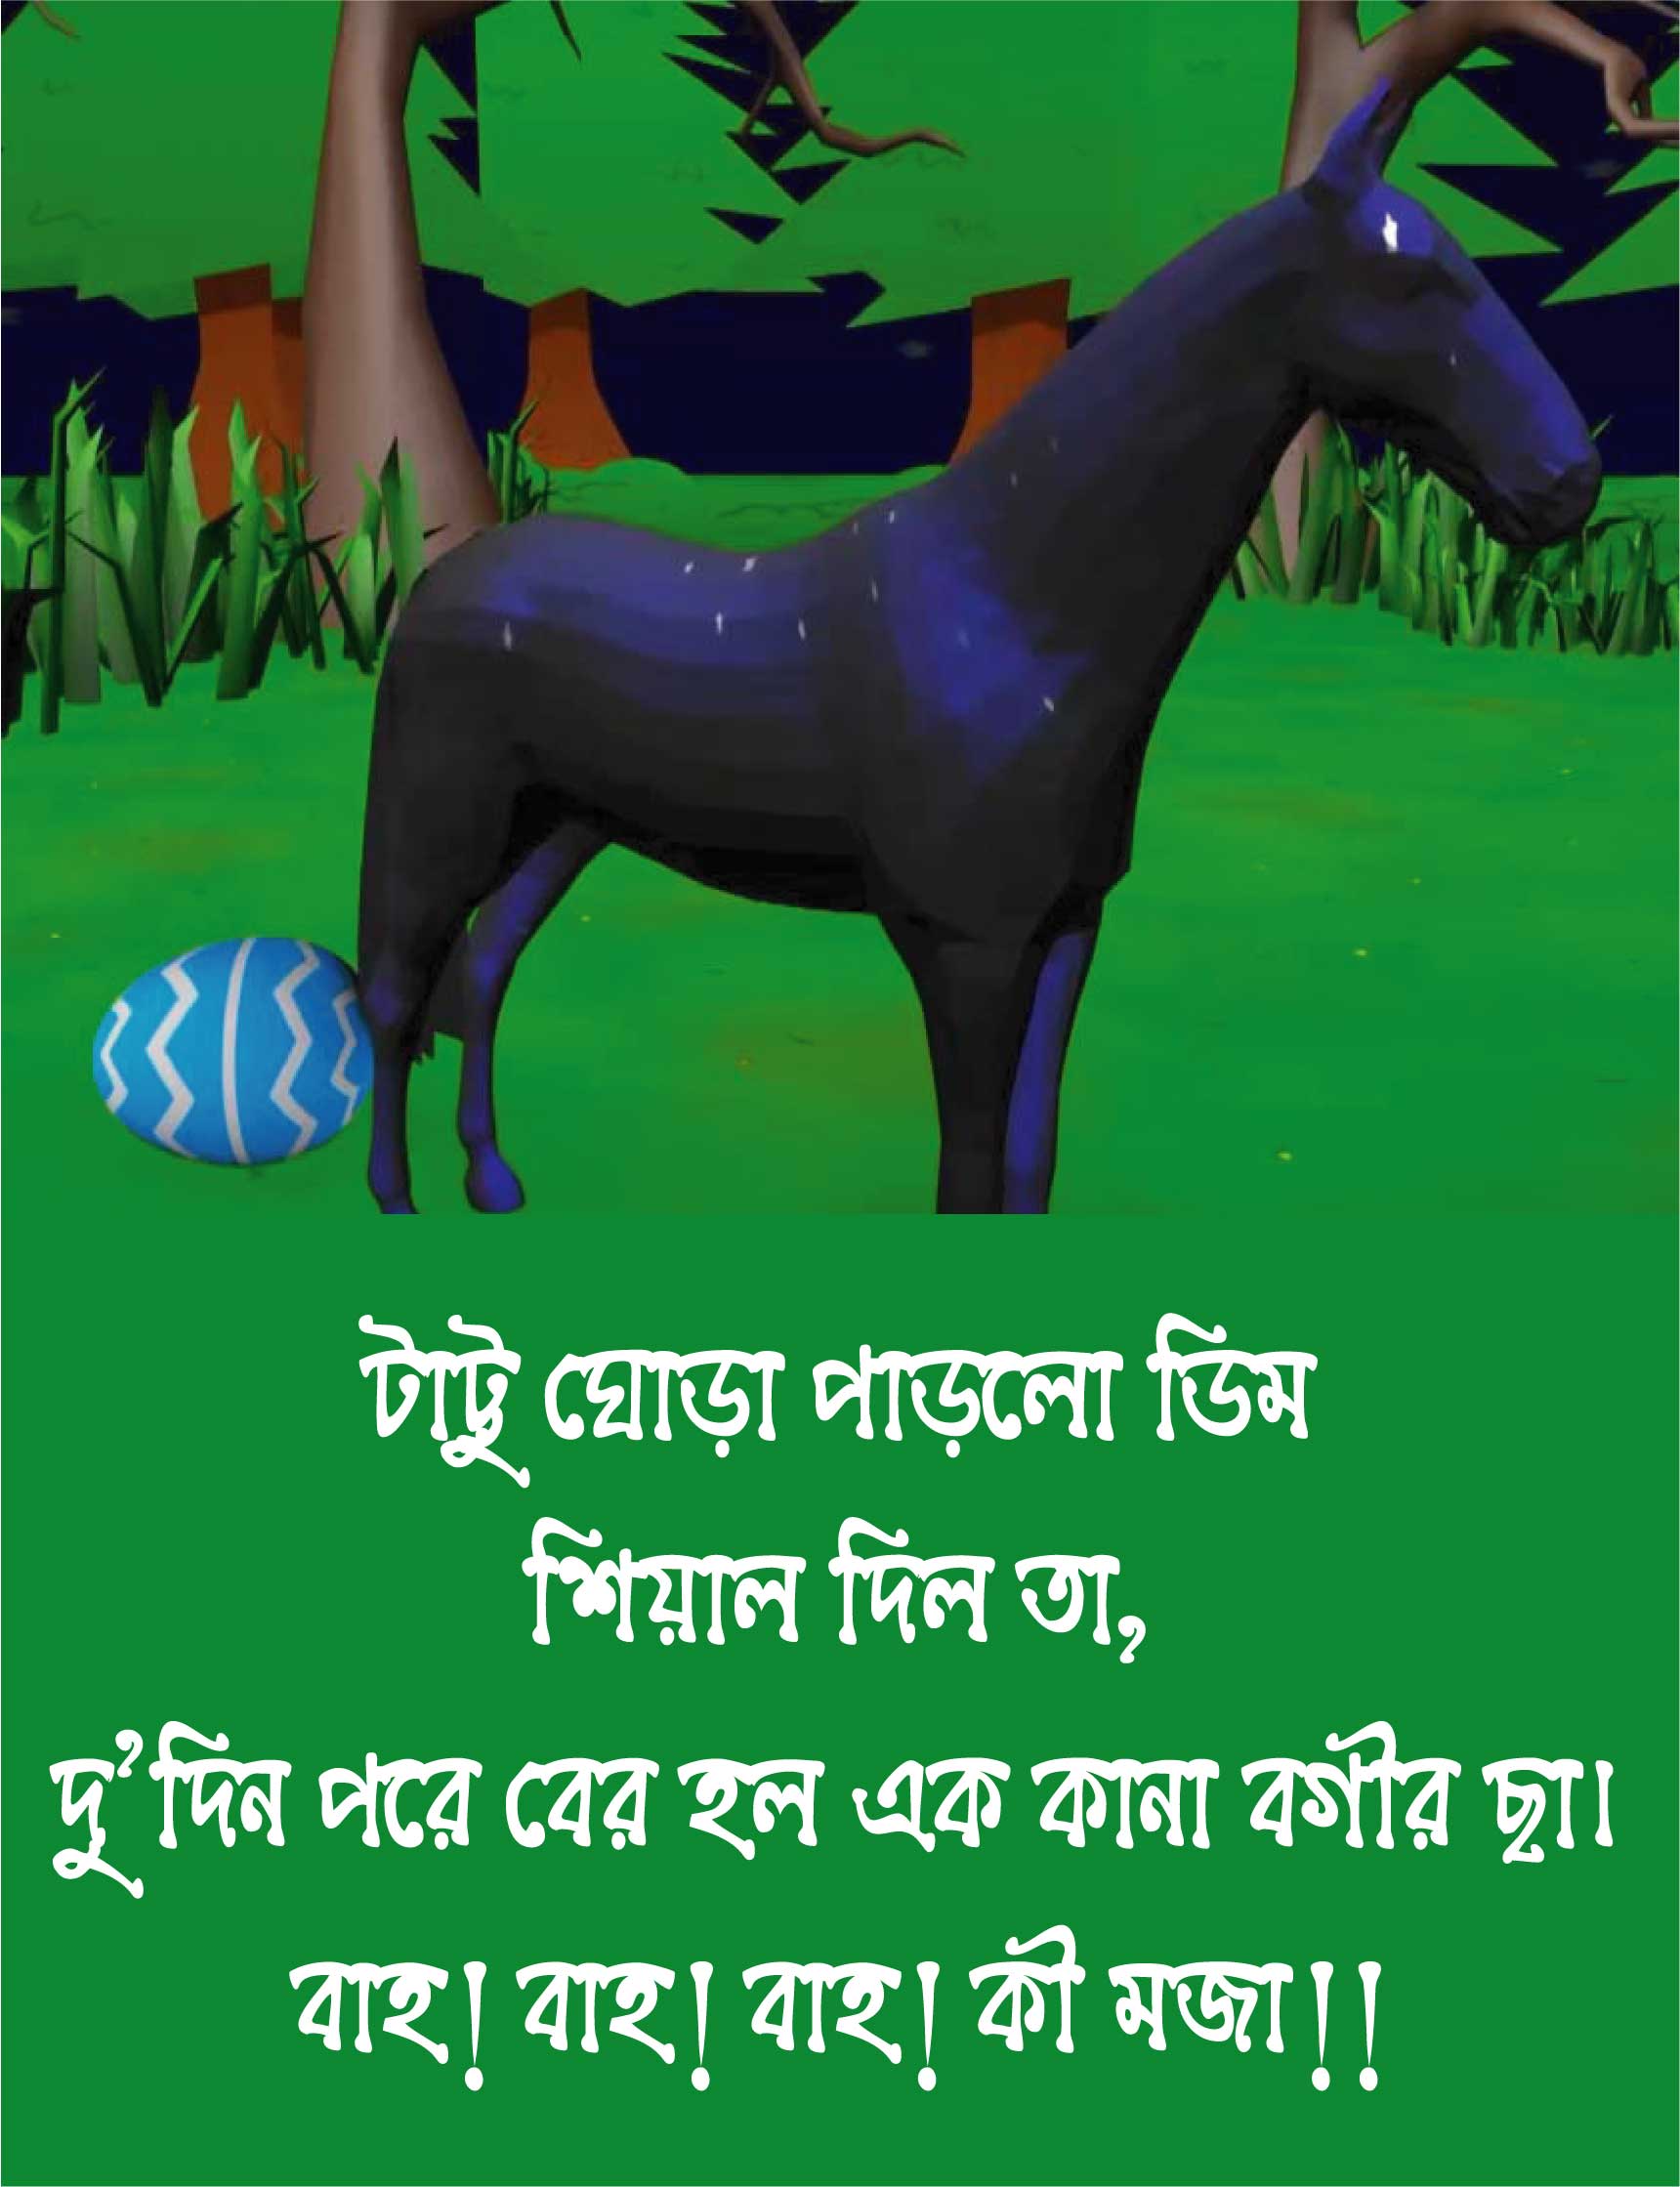 টাট্টু ঘোড়া পাড়লো ডিম
শিয়াল দিল তা,
দু’দিন পরে বের হল এক কানা বগীর ছা।
বাহ! বাহ! বাহ! কী মজা!!